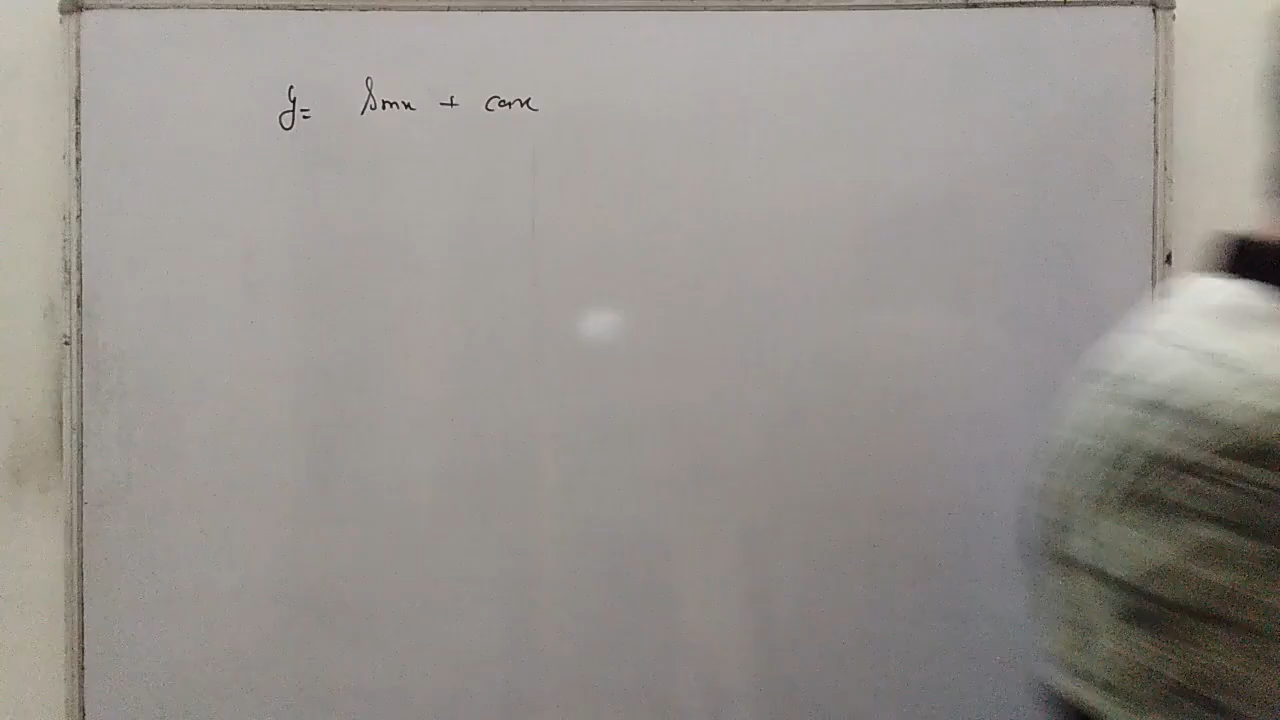 y= Sinx + cosx